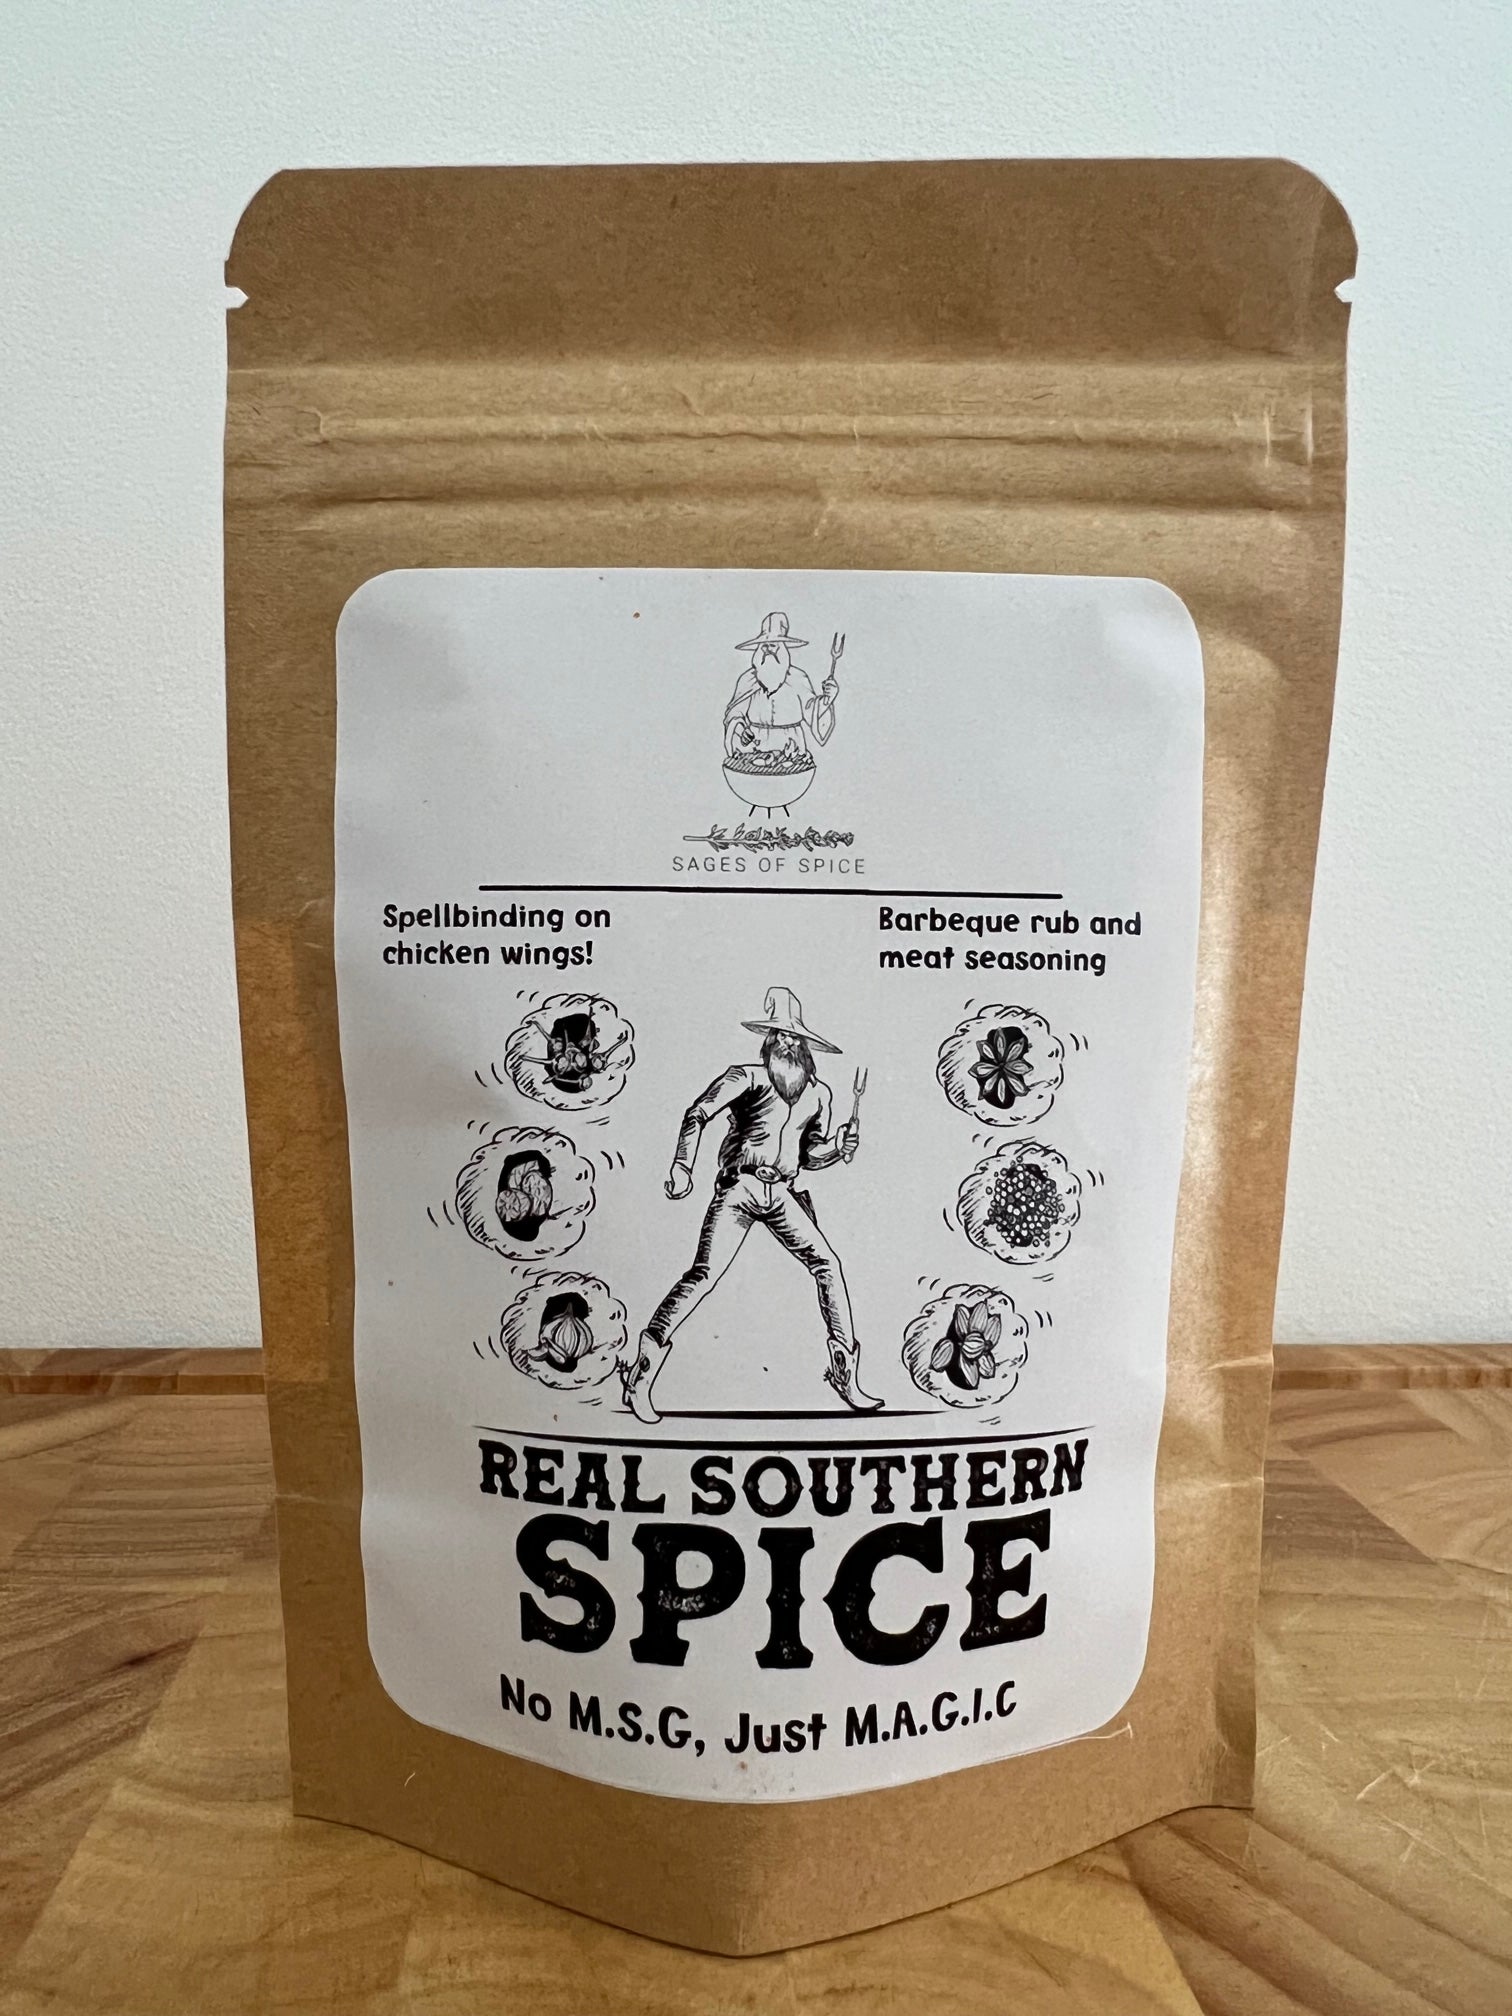 SAGES OF SPICE
Spellbinding on
chicken wings!
Barbeque rub and
meat seasoning
REAL SOUTHERN
SPICE
No M.S.G, Just M.A.G.I.C